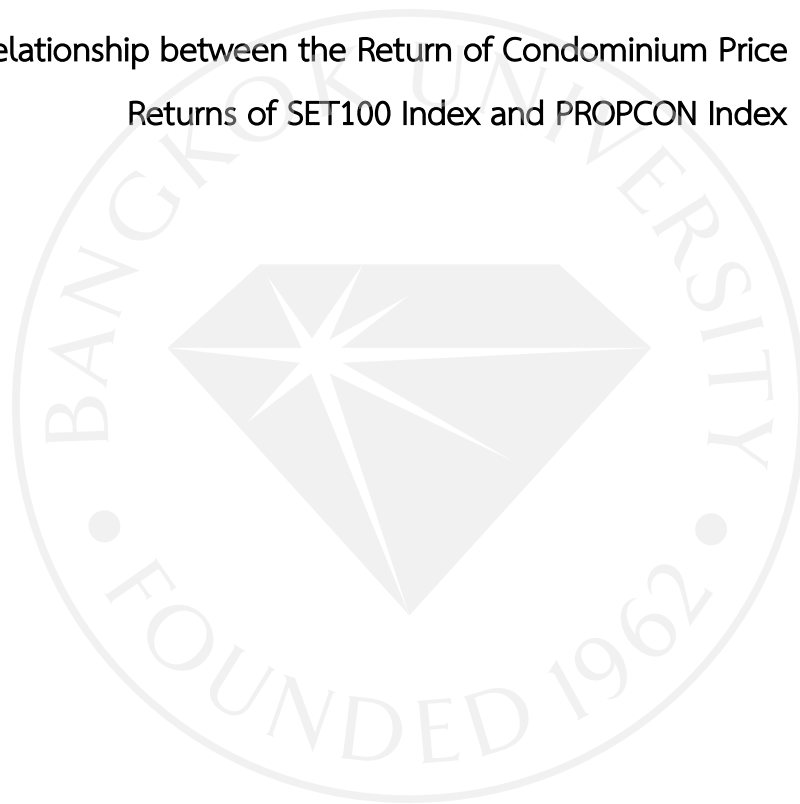 elationship between the Return of Condominium Price
Returns of SET100 Index and PROPCON Index
BANGKOK UNIVERSITY
FOUNDED 1962